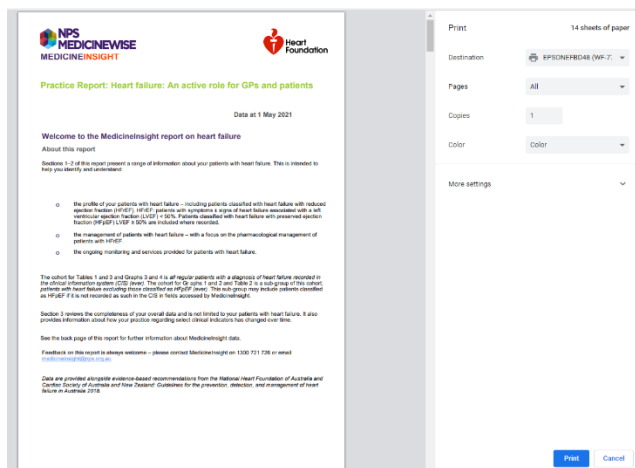 NPS
MEDICINEWISE
MEDICINEINSIGHT
Heart
Foundation
Practice Report: Heart failure: An active role for GPs and patients
Data at 1 May 2021
Welcome to the MedicineInsight report on heart failure
About this report
Sections 1–2 of this report present a range of information about your patients with heart failure. This is intended to
help you identify and understand:
o the profile of your patients with heart failure – including patients classified with heart failure with reduced
ejection fraction (HFrEF). HFrEF: patients with symptoms ± signs of heart failure associated with a left
ventricular ejection fraction (LVEF) < 50%. Patients classified with heart failure with preserved ejection
fraction (HFpEF) LVEF ≥ 50% are included where recorded.
o the management of patients with heart failure – with a focus on the pharmacological management of
patients with HFrEF.
o the ongoing monitoring and services provided for patients with heart failure.
The cohort for Tables 1 and 3 and Graphs 3 and 4 is all regular patients with a diagnosis of heart failure recorded in
the clinical information system (CIS) (ever). The cohort for Graphs 1 and 2 and Table 2 is a sub-group of this cohort;
patients with heart failure excluding those classified as HFpEF (ever). This sub-group may include patients classified
as HFpEF if it is not recorded as such in the CIS in fields accessed by MedicineInsight.
Section 3 reviews the completeness of your overall data and is not limited to your patients with heart failure. It also
provides information about how your practice regarding select clinical indicators has changed over time.
See the back page of this report for further information about MedicineInsight data.
Feedback on this report is always welcome – please contact MedicineInsight on 1300 721 726 or email
medicineinsight@nps.org.au
Data are provided alongside evidence-based recommendations from the National Heart Foundation of Australia and
Cardiac Society of Australia and New Zealand: Guidelines for the prevention, detection, and management of heart
failure in Australia 2018.
Print 14 sheets of paper
Destination EPSONEFBD48 (WF-7
Pages All
Copies 1
Color Color
More settings
Print Cancel